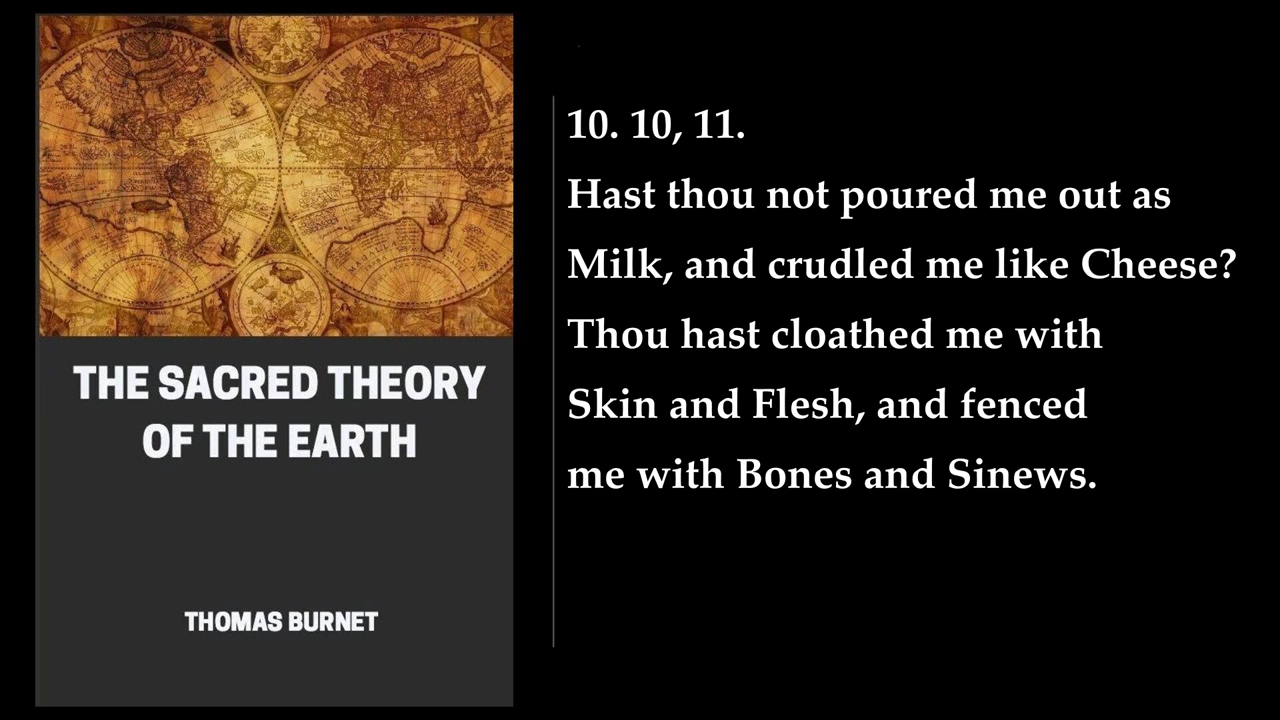 THE SACRED THEORY
OF THE EARTH
THOMAS BURNET
10. 10, 11.
Hast thou not poured me out as
Milk, and crudled me like Cheese?
Thou hast cloathed me with
Skin and Flesh, and fenced
me with Bones and Sinews.